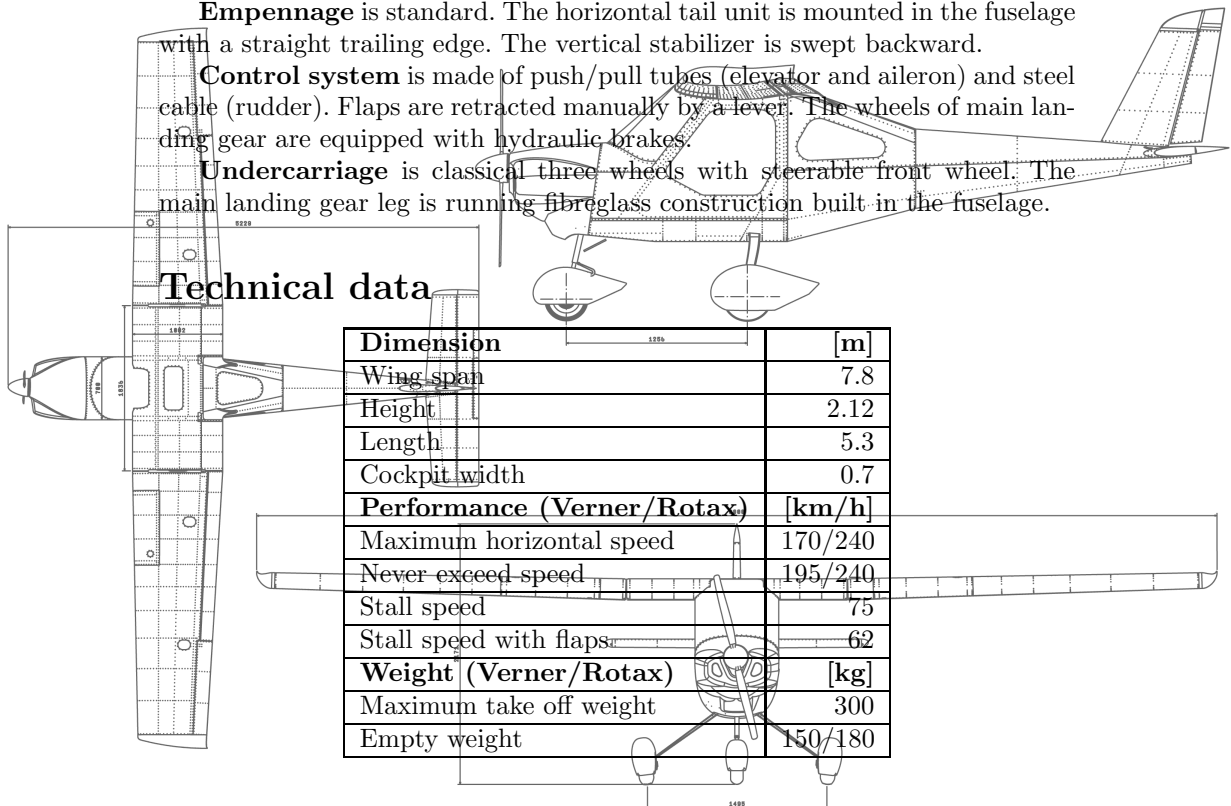 Empennage is standard. The horizontal tail unit is mounted in the fuselage
with a straight trailing edge. The vertical stabilizer is swept backward.
Control system is made of push/pull tubes (elevator and aileron) and steel
cable (rudder). Flaps are retracted manually by a lever. The wheels of main lan-
ding gear are equipped with hydraulic brakes.
Undercarriage is classical three wheels with steerable front wheel. The
main landing gear leg is running fibreglass construction built in the fuselage.
Technical data
Dimension [m]
Wing span 7.8
Height 2.12
Length 5.3
Cockpit width 0.7
Performance (Verner/Rotax) [km/h]
Maximum horizontal speed 170/240
Never exceed speed 195/240
Stall speed 75
Stall speed with flaps 62
Weight (Verner/Rotax) [kg]
Maximum take off weight 300
Empty weight 150/180